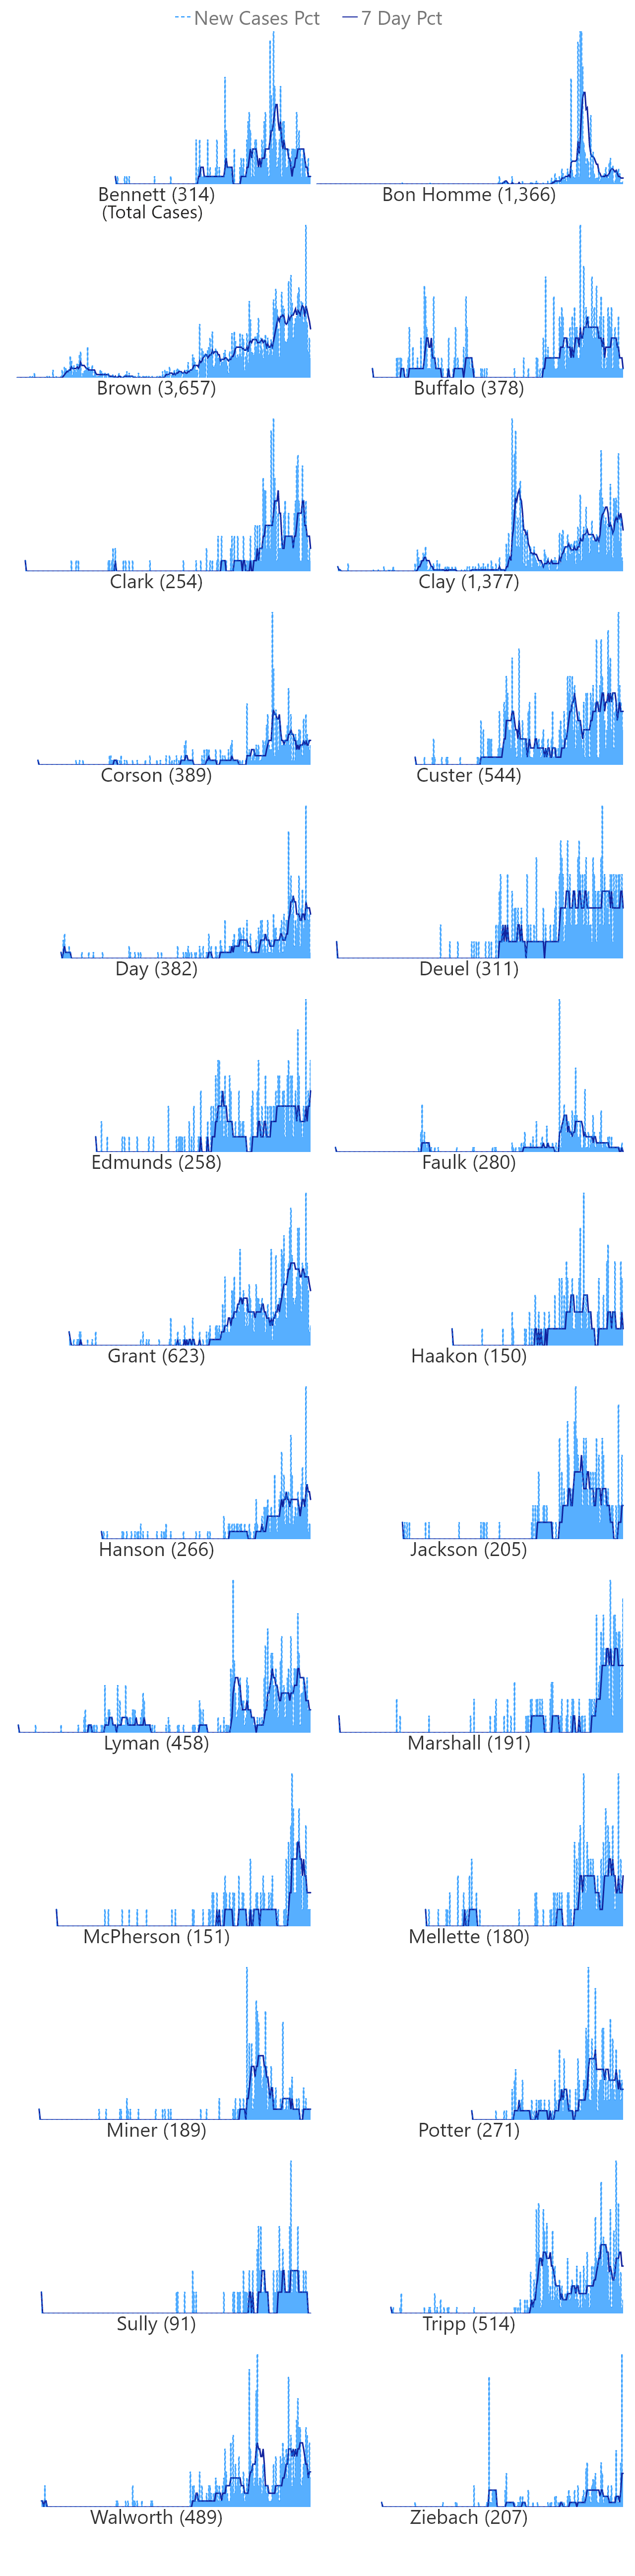 New Cases Pct 7 Day Pct
Bennett (314) Bon Homme (1,366)
(Total Cases)
Brown (3,657) Buffalo (378)
Clark (254) Clay (1,377)
Corson (389) Custer (544)
Day (382) Deuel (311)
Edmunds (258) Faulk (280)
Grant (623) Haakon (150)
Hanson (266) Jackson (205)
Lyman (458) Marshall (191)
McPherson (151) Mellette (180)
Miner (189) Potter (271)
Sully (91) Tripp (514)
Walworth (489) Ziebach (207)